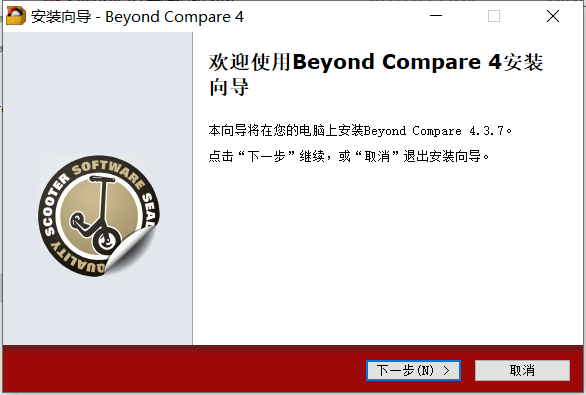 安装向导 - Beyond Compare 4
欢迎使用Beyond Compare 4安装
向导
本向导将在您的电脑上安装Beyond Compare 4.3.7。
点击“下一步”继续，或“取消”退出安装向导。
SCOOTER SOFTWARE SEAL
QUALITY
下一步(N) >
取消